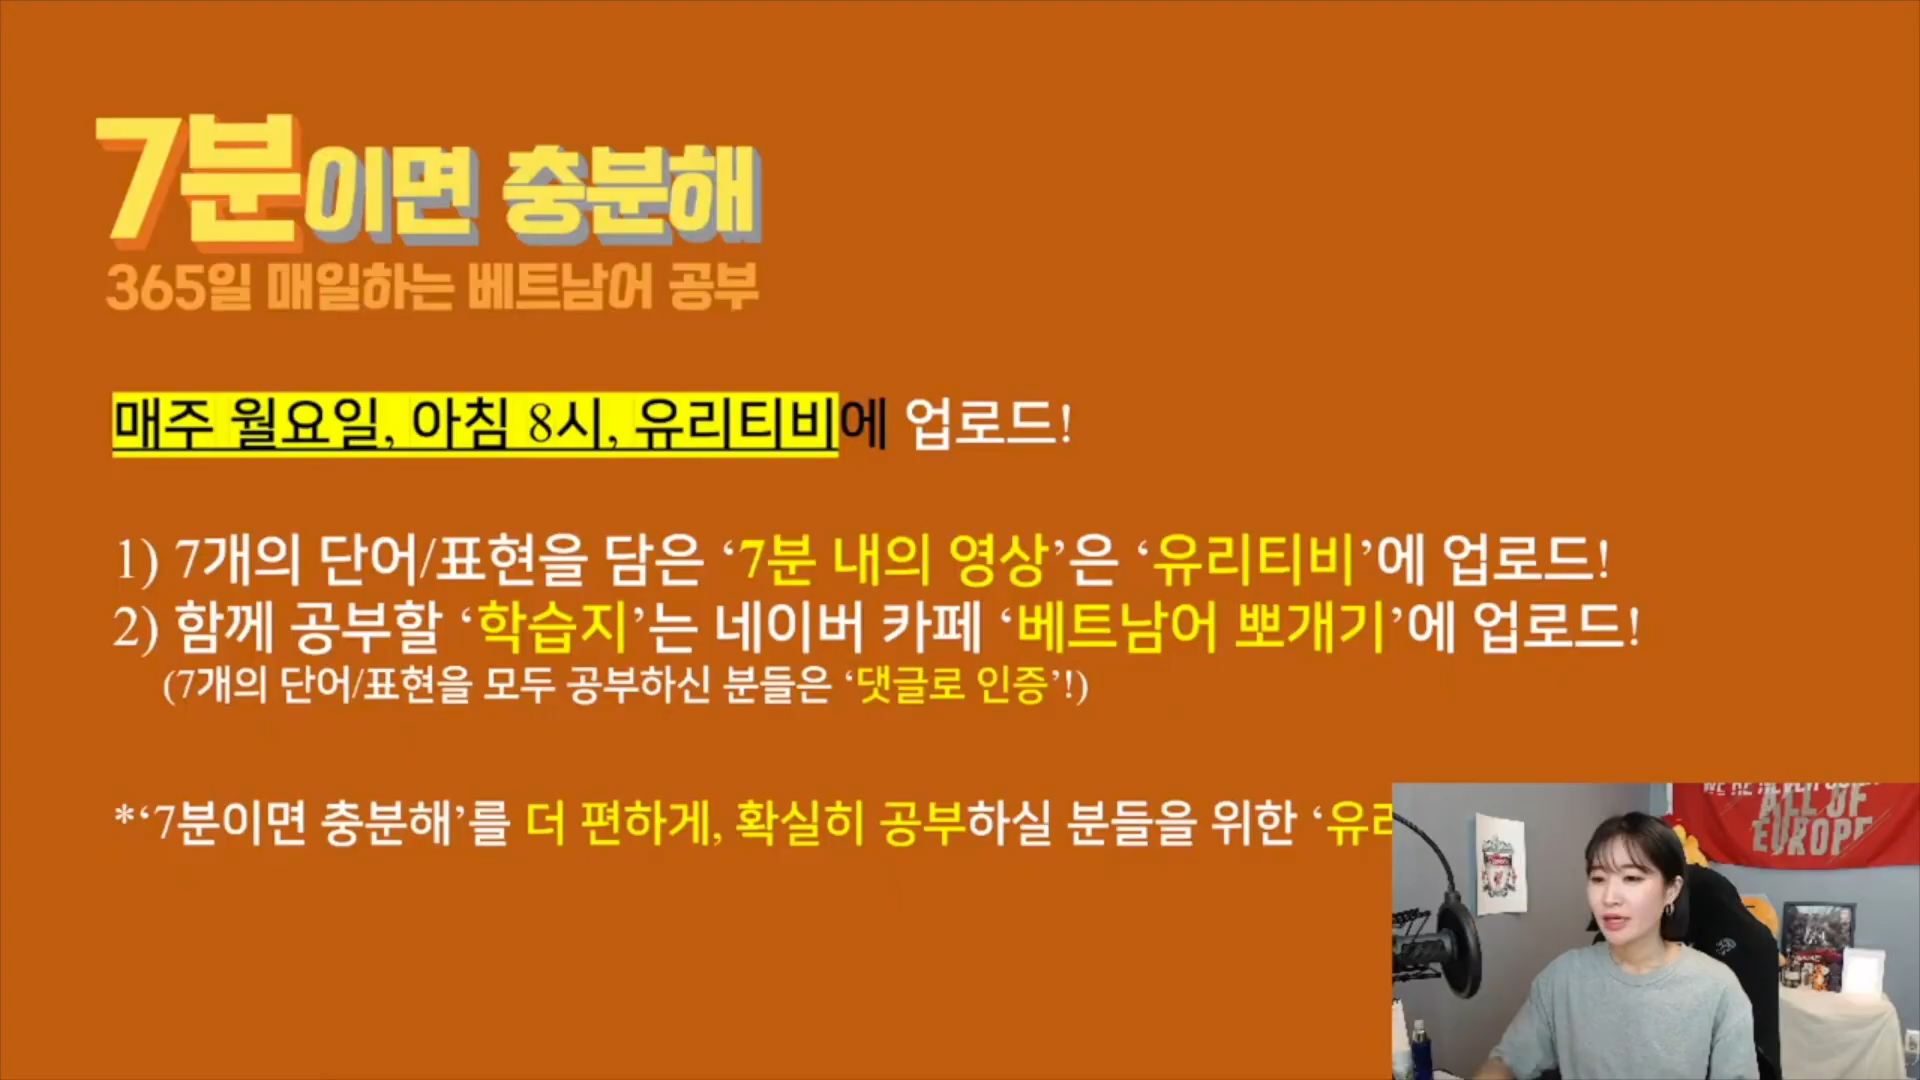 7분이면 충분해
365일 매일하는 베트남어 공부
매주 월요일, 아침 8시, 유리티비에 업로드!
1) 7개의 단어/표현을 담은 ‘7분 내의 영상’은 ‘유리티비’에 업로드!
2) 함께 공부할 ‘학습지’는 네이버 카페 ‘베트남어 뽀개기’에 업로드!
(7개의 단어/표현을 모두 공부하신 분들은 ‘댓글로 인증’!)
*‘7분이면 충분해’를 더 편하게, 확실히 공부하실 분들을 위한 ‘유리
WE'RE NEVER
ALL OF
EUROPE